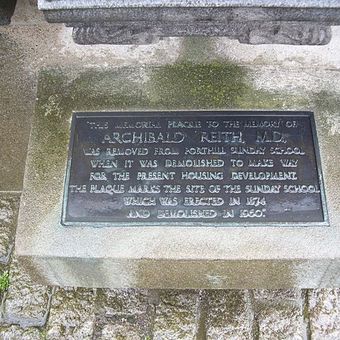 "THIS MEMORIAL PLAQUE TO THE MEMORY OF
ARCHIBALD REITH, M.D.,
WAS REMOVED FROM PORTHILL SUNDAY SCHOOL
WHEN IT WAS DEMOLISHED TO MAKE WAY
FOR THE PRESENT HOUSING DEVELOPMENT.
THE PLAQUE MARKS THE SITE OF THE SUNDAY SCHOOL
WHICH WAS ERECTED IN 1874
AND DEMOLISHED IN 1960."